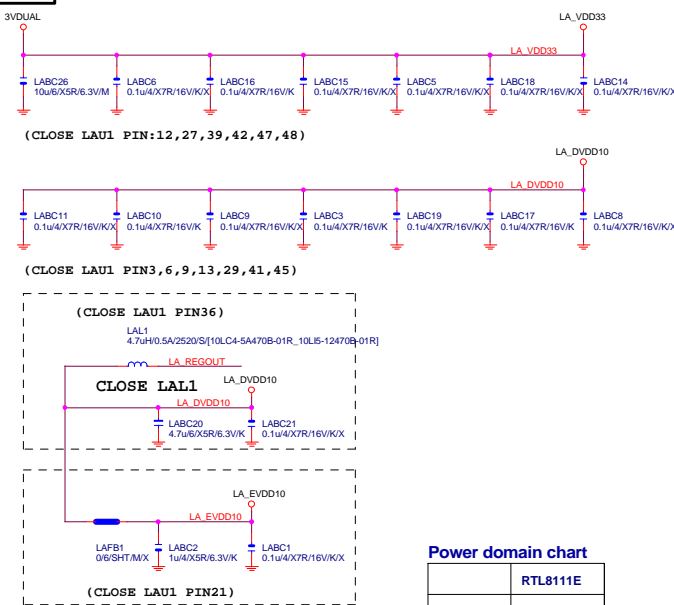 3VDUAL
LA_VDD33
LA_VDD33
LABC26
10u/6/X5R/6.3V/M
LABC6
0.1u/4/X7R/16V/K/X
LABC16
0.1u/4/X7R/16V/K
LABC15
0.1u/4/X7R/16V/K/X
LABC5
0.1u/4/X7R/16V/K/X
LABC18
0.1u/4/X7R/16V/K/X
LABC14
0.1u/4/X7R/16V/K/X
(CLOSE LAU1 PIN:12,27,39,42,47,48)
LA_DVDD10
LA_DVDD10
LABC11
0.1u/4/X7R/16V/K/X
LABC10
0.1u/4/X7R/16V/K
LABC9
0.1u/4/X7R/16V/K/X
LABC3
0.1u/4/X7R/16V/K
LABC19
0.1u/4/X7R/16V/K/X
LABC17
0.1u/4/X7R/16V/K
LABC8
0.1u/4/X7R/16V/K/X
(CLOSE LAU1 PIN3,6,9,13,29,41,45)
(CLOSE LAU1 PIN36)
LAL1
4.7uH/0.5A/2520/S/[10LC4-5A470B-01R_10LI5-12470B-01R]
LA_REGOUT
CLOSE LAL1
LA_DVDD10
LA_DVDD10
LABC20
4.7u/6/X5R/6.3V/K
LABC21
0.1u/4/X7R/16V/K/X
LA_EVDD10
LA_EVDD10
LAFB1
0/6/SHT/M/X
LABC2
1u/4/X5R/6.3V/K
LABC1
0.1u/4/X7R/16V/K/X
(CLOSE LAU1 PIN21)
Power domain chart
RTL8111E